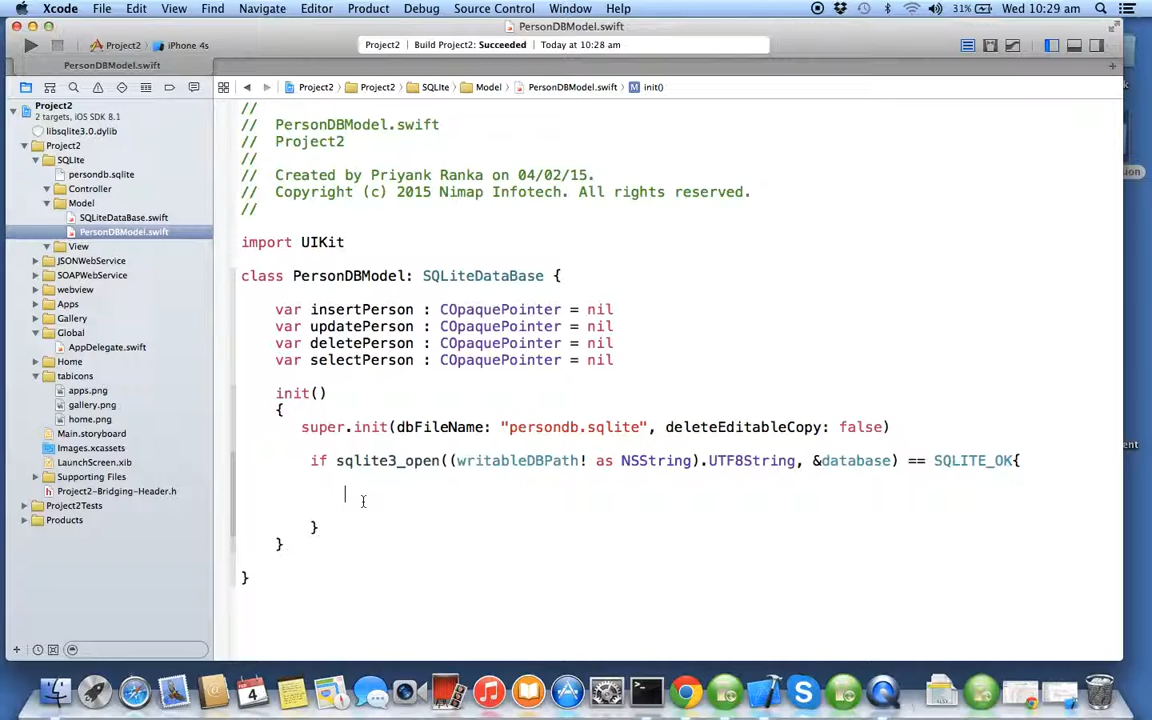 Xcode File Edit View Find Navigate Editor Product Debug Source Control Window Help 31% Wed 10:29 am
PersonDBModel.swift
Project2 iPhone 4s Project2 Build Project2: Succeeded Today at 10:28 am
PersonDBModel.swift
Project2 Project2 SQLIte Model PersonDBModel.swift M init()
Project2
2 targets, iOS SDK 8.1
libsqlite3.0.dylib
Project2
SQLIte
persondb.sqlite
Controller
Model
SQLiteDataBase.swift
PersonDBModel.swift
View
JSONWebService
SOAPWebService
webview
Apps
Gallery
Global
AppDelegate.swift
Home
tabicons
apps.png
gallery.png
home.png
Main.storyboard
Images.xcassets
LaunchScreen.xib
Supporting Files
Project2-Bridging-Header.h
Project2Tests
Products
//
// PersonDBModel.swift
// Project2
//
// Created by Priyank Ranka on 04/02/15.
// Copyright (c) 2015 Nimap Infotech. All rights reserved.
//
import UIKit
class PersonDBModel: SQLiteDataBase {
var insertPerson : COpaquePointer = nil
var updatePerson : COpaquePointer = nil
var deletePerson : COpaquePointer = nil
var selectPerson : COpaquePointer = nil
init()
{
super.init(dbFileName: "persondb.sqlite", deleteEditableCopy: false)
if sqlite3_open((writableDBPath! as NSString).UTF8String, &database) == SQLITE_OK{
}
}
}
FEB
4